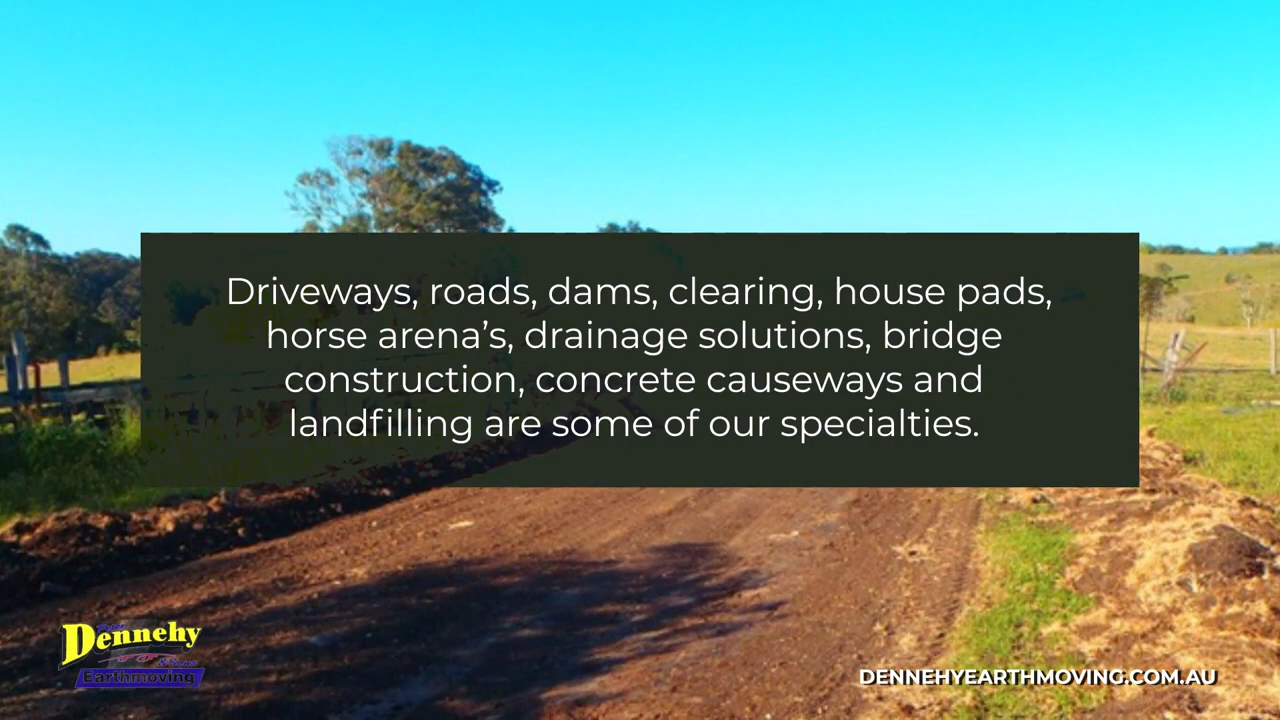 Driveways, roads, dams, clearing, house pads,
horse arena’s, drainage solutions, bridge
construction, concrete causeways and
landfilling are some of our specialties.
Dennehy
& Sons
Earthmoving
DENNEHYEARTHMOVING.COM.AU